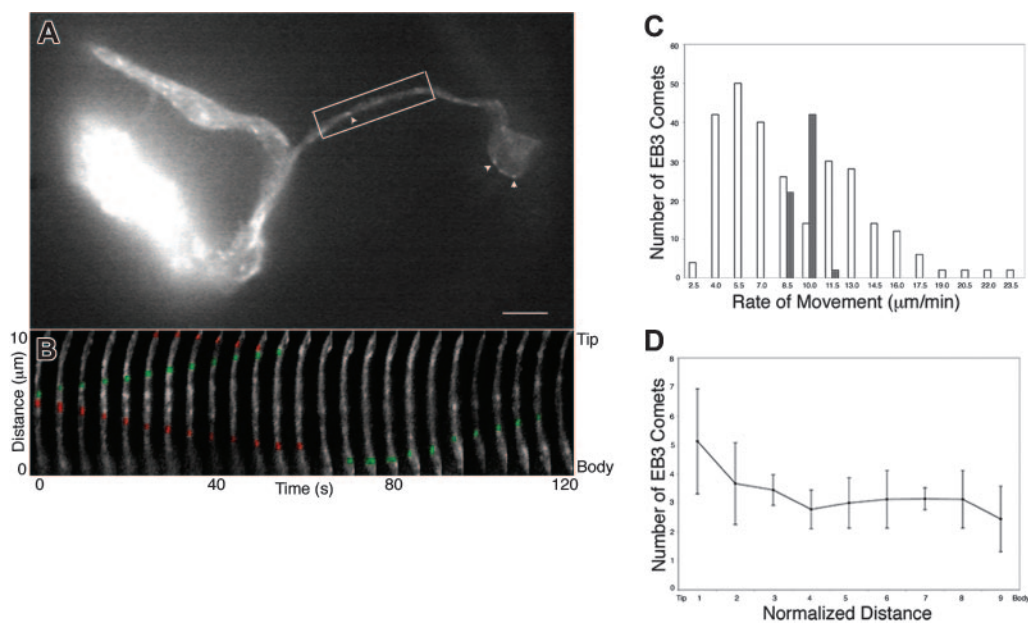 A
B
10
Distance (μm)
0
Tip
Body
0
40
60
80
120
Time (s)
C
60
50
40
30
20
10
0
Number of EB3 Comets
2.5 4.0 5.5 7.0 8.5 10.0 11.5 13.0 14.5 16.0 17.5 19.0 20.5 22.0 23.5
Rate of Movement (μm/min)
D
8
7
6
5
4
3
2
1
0
Number of EB3 Comets
Tip 1 2 3 4 5 6 7 8 9 Body
Normalized Distance